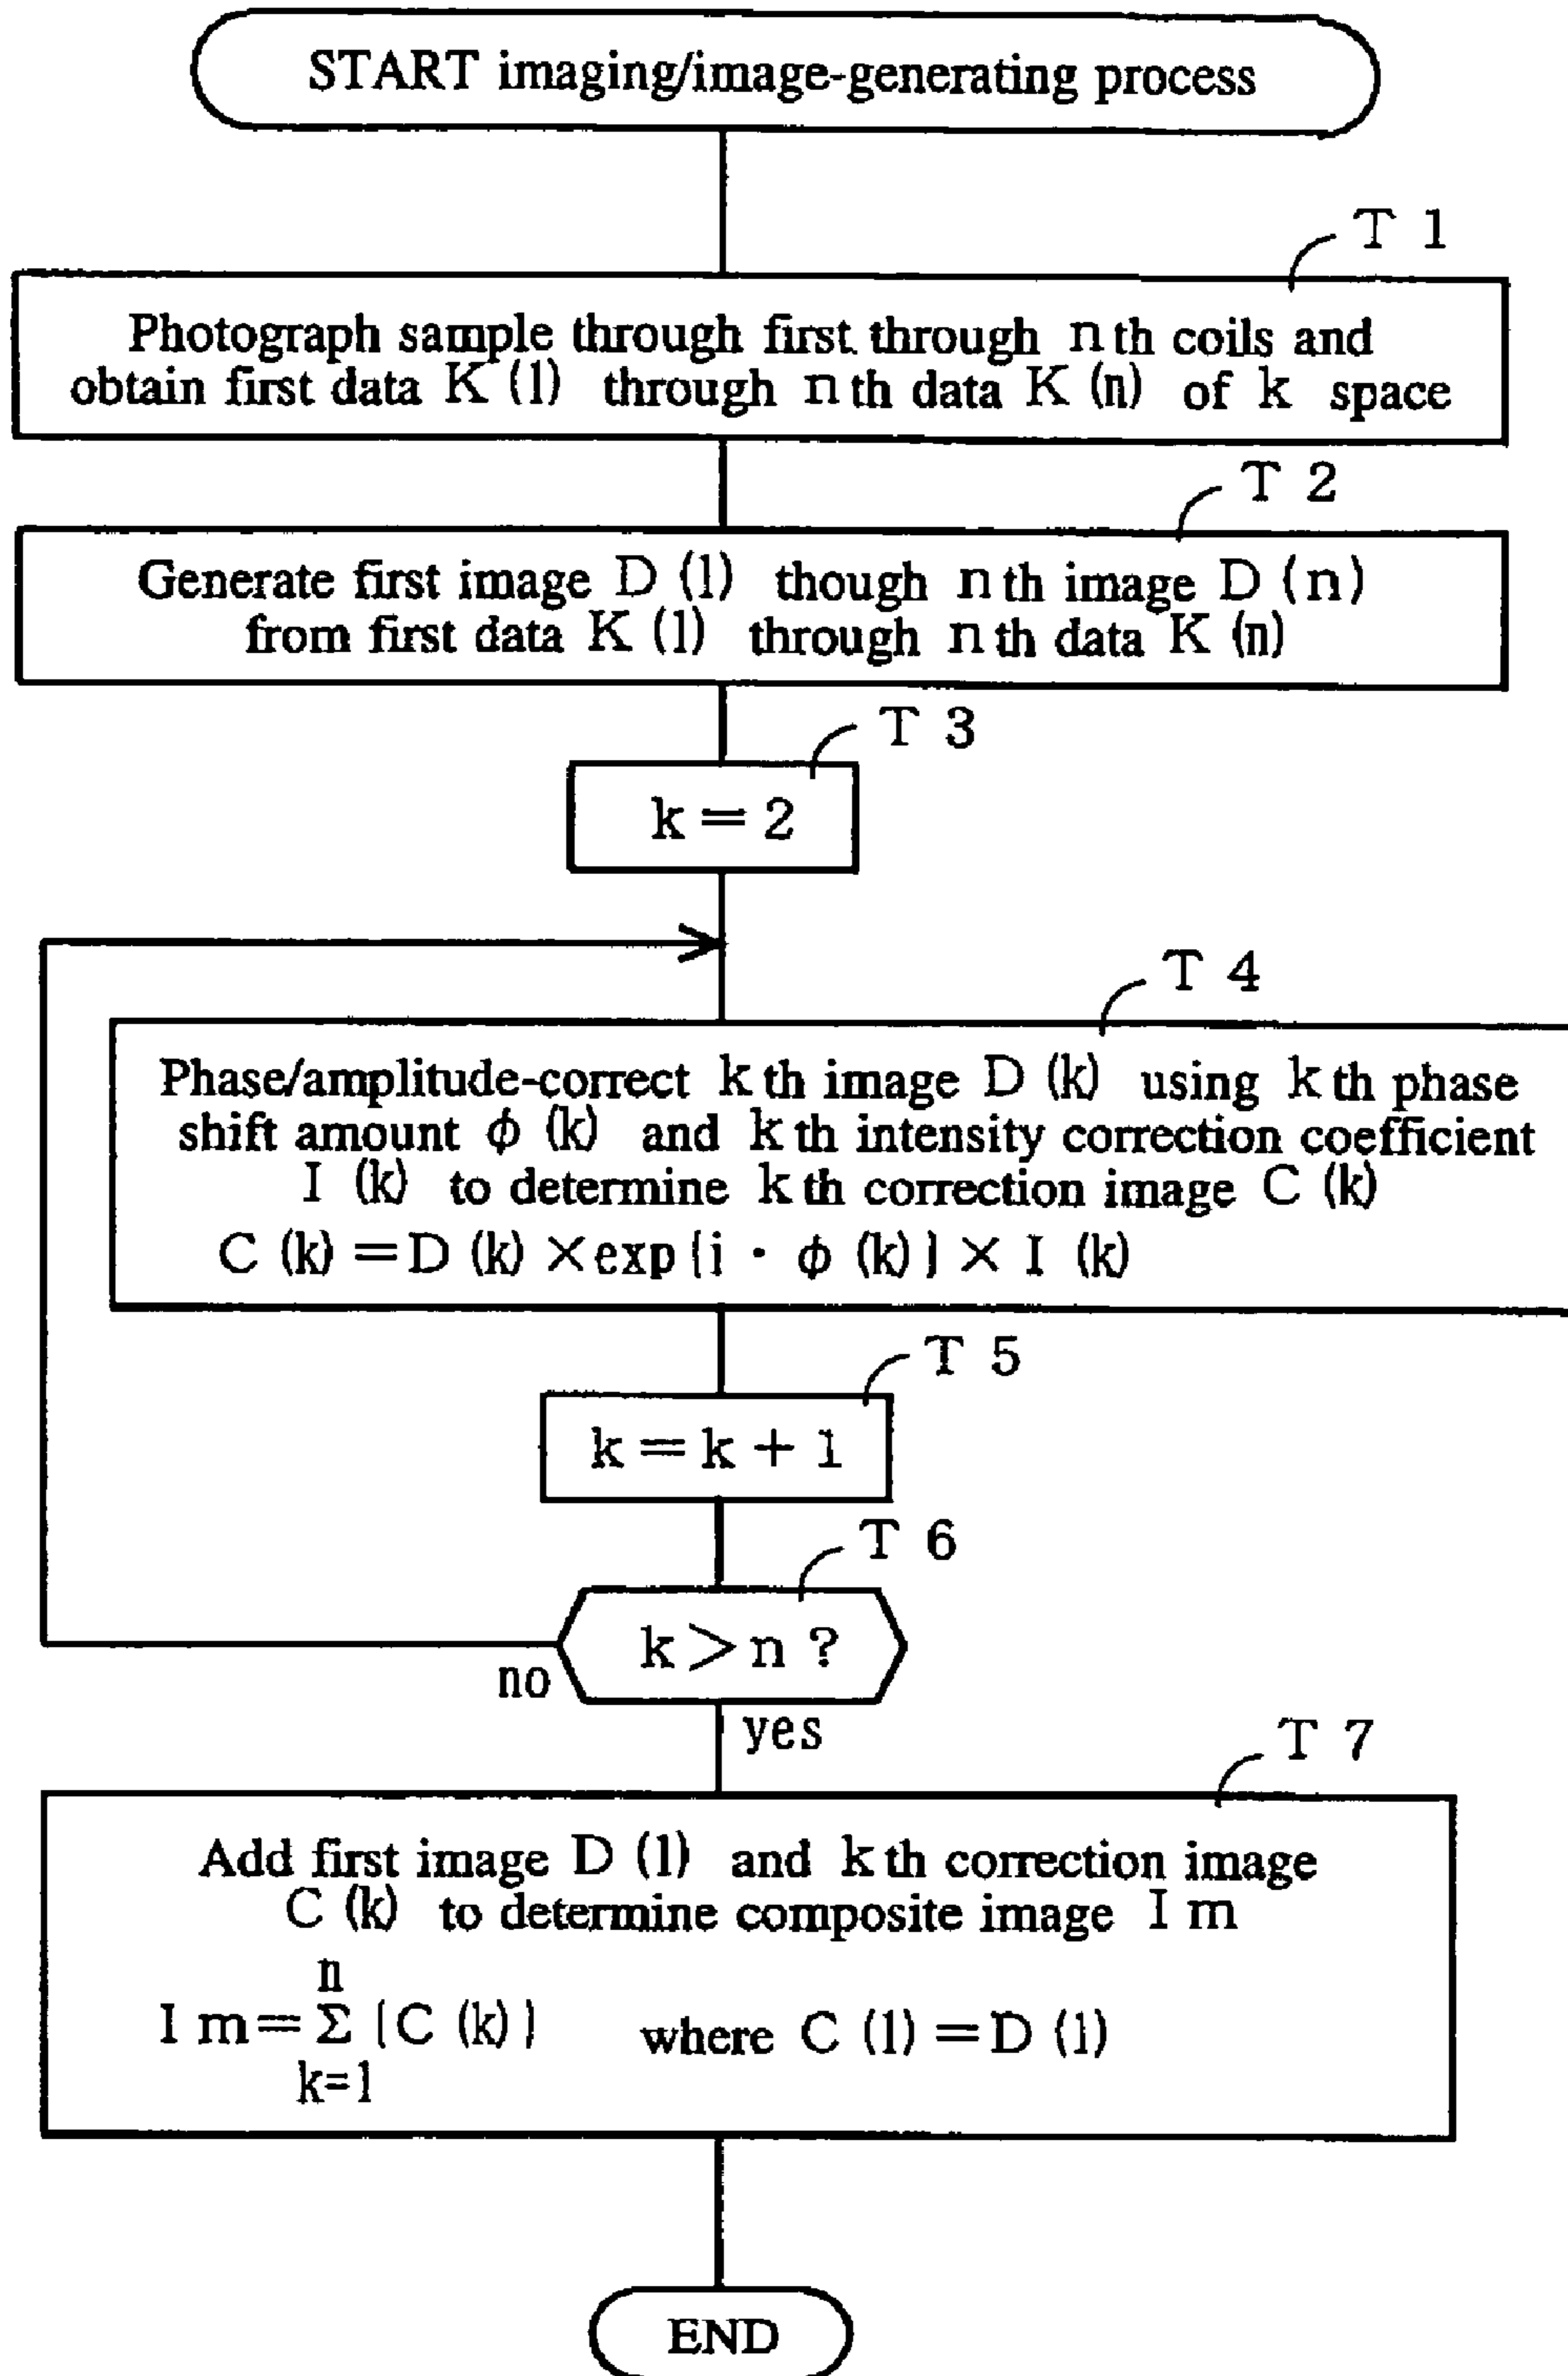 START imaging/image-generating process
T 1
Photograph sample through first through n th coils and
obtain first data K (1) through n th data K (n) of k space
T 2
Generate first image D (1) though n th image D (n)
from first data K (1) through n th data K (n)
T 3
k = 2
T 4
Phase/amplitude-correct k th image D (k) using k th phase
shift amount ϕ (k) and k th intensity correction coefficient
I (k) to determine k th correction image C (k)
C (k) = D (k) × exp {i · ϕ (k)} × I (k)
T 5
k = k + 1
T 6
k > n ?
no
yes
T 7
Add first image D (1) and k th correction image
C (k) to determine composite image I m
n
I m = Σ {C (k)} where C (1) = D (1)
k=1
END